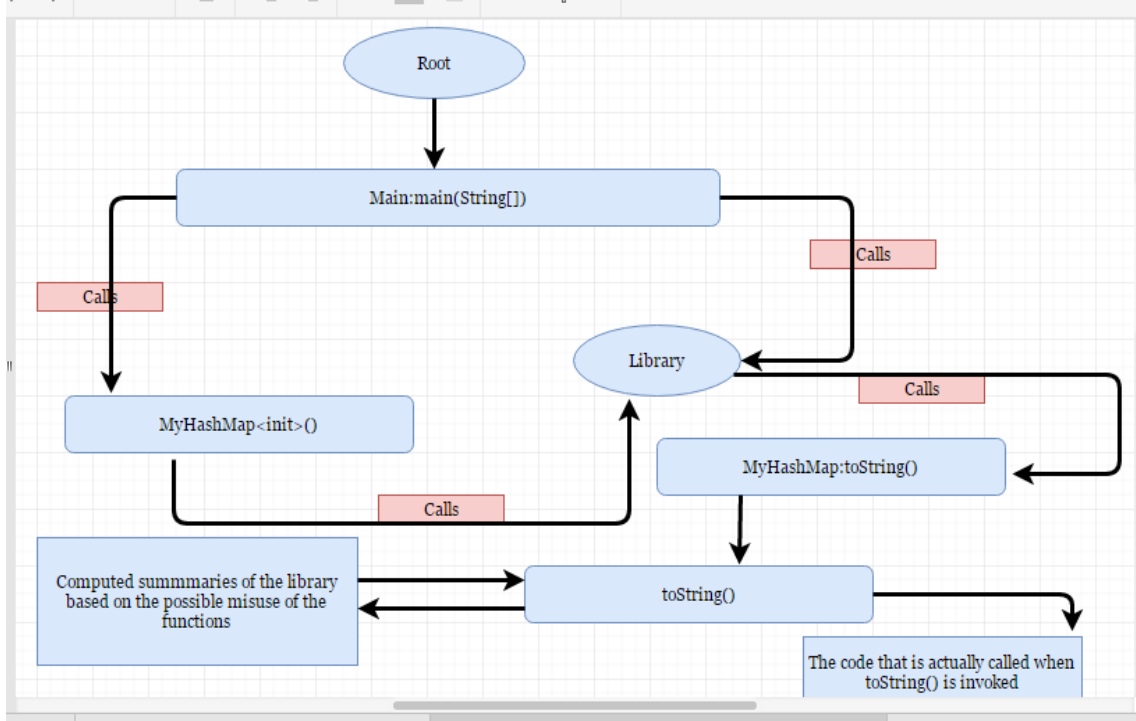 Root
Main:main(String[])
Calls
Calls
Library
Calls
MyHashMap<init>()
MyHashMap:toString()
Calls
Computed summmaries of the library
based on the possible misuse of the
functions
toString()
The code that is actually called when
toString() is invoked